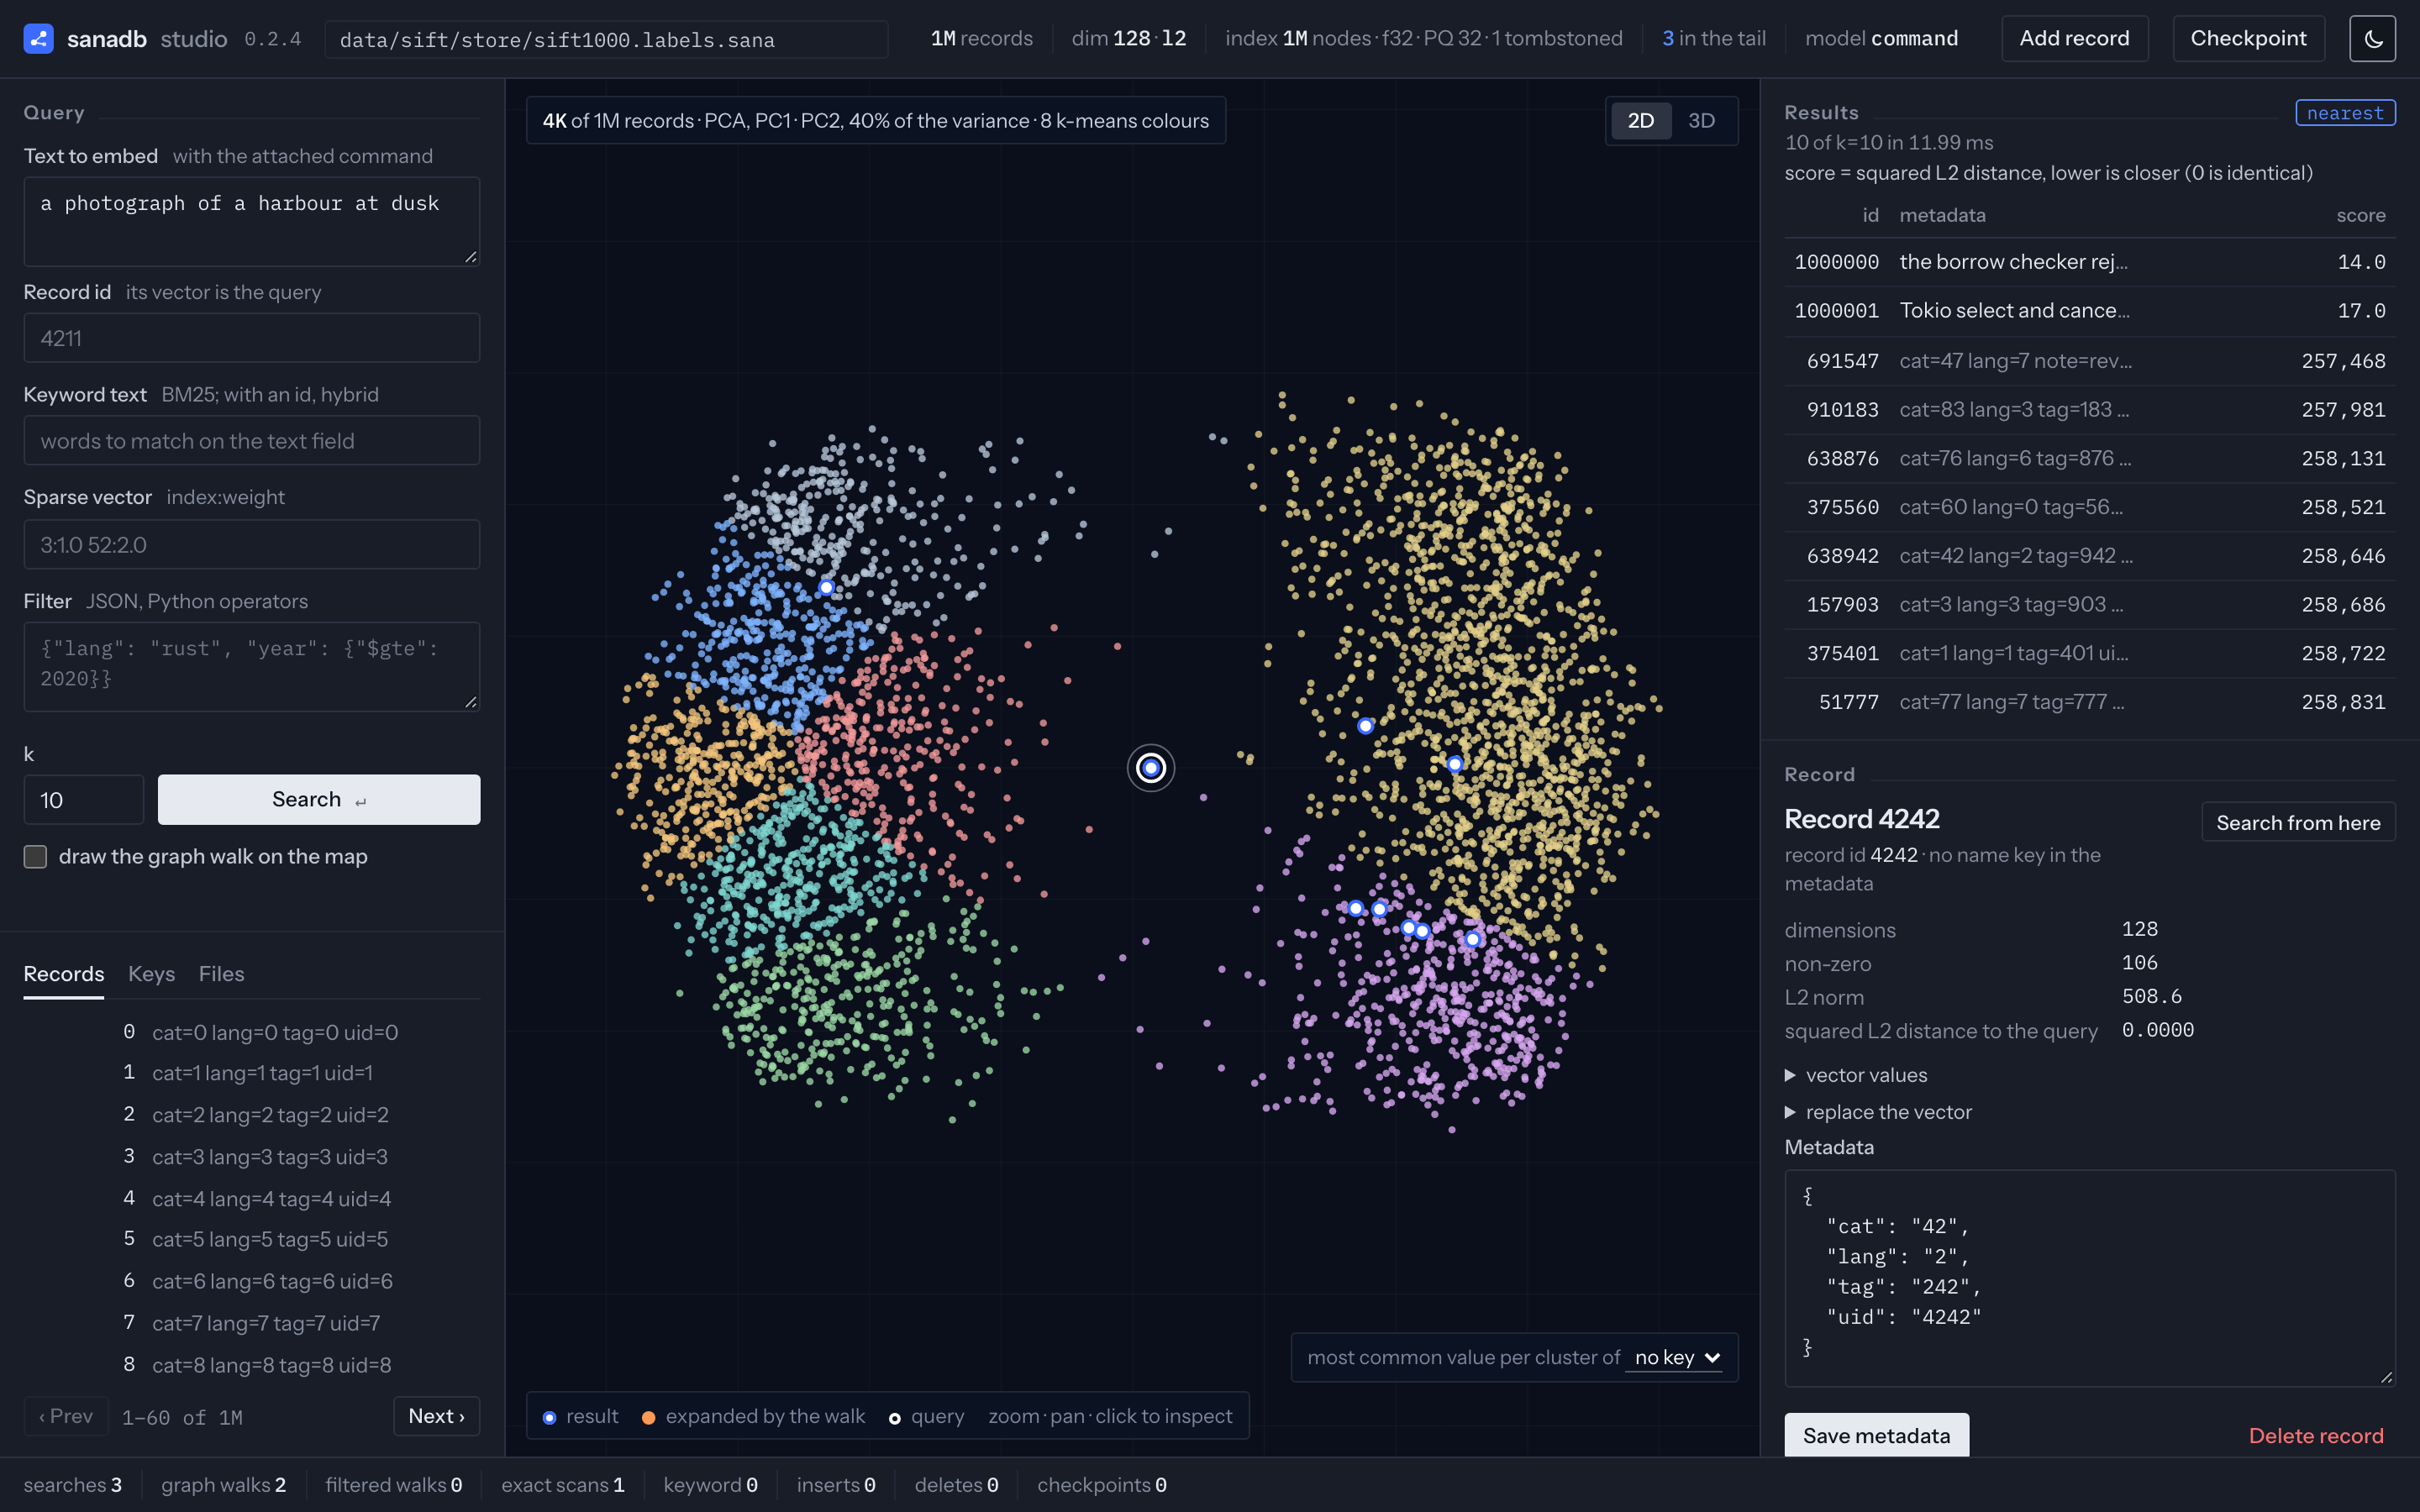 sanadb studio 0.2.4
data/sift/store/sift1000.labels.sana
1M records
dim 128·l2
index 1M nodes·f32·PQ 32·1 tombstoned
3 in the tail
model command
Add record
Checkpoint
Query
Text to embed with the attached command
a photograph of a harbour at dusk
Record id its vector is the query
4211
Keyword text BM25; with an id, hybrid
words to match on the text field
Sparse vector index:weight
3:1.0 52:2.0
Filter JSON, Python operators
{"lang": "rust", "year": {"$gte":
2020}}
k
10
Search ↵
draw the graph walk on the map
Records Keys Files
0 cat=0 lang=0 tag=0 uid=0
1 cat=1 lang=1 tag=1 uid=1
2 cat=2 lang=2 tag=2 uid=2
3 cat=3 lang=3 tag=3 uid=3
4 cat=4 lang=4 tag=4 uid=4
5 cat=5 lang=5 tag=5 uid=5
6 cat=6 lang=6 tag=6 uid=6
7 cat=7 lang=7 tag=7 uid=7
8 cat=8 lang=8 tag=8 uid=8
‹ Prev 1–60 of 1M Next ›
4K of 1M records·PCA, PC1·PC2, 40% of the variance·8 k-means colours
2D 3D
most common value per cluster of no key
result expanded by the walk query zoom·pan·click to inspect
Results nearest
10 of k=10 in 11.99 ms
score = squared L2 distance, lower is closer (0 is identical)
id metadata score
1000000 the borrow checker rej... 14.0
1000001 Tokio select and cance... 17.0
691547 cat=47 lang=7 note=rev... 257,468
910183 cat=83 lang=3 tag=183 ... 257,981
638876 cat=76 lang=6 tag=876 ... 258,131
375560 cat=60 lang=0 tag=56... 258,521
638942 cat=42 lang=2 tag=942 ... 258,646
157903 cat=3 lang=3 tag=903 ... 258,686
375401 cat=1 lang=1 tag=401 ui... 258,722
51777 cat=77 lang=7 tag=777 ... 258,831
Record
Record 4242
Search from here
record id 4242·no name key in the
metadata
dimensions 128
non-zero 106
L2 norm 508.6
squared L2 distance to the query 0.0000
vector values
replace the vector
Metadata
{
"cat": "42",
"lang": "2",
"tag": "242",
"uid": "4242"
}
Save metadata
Delete record
searches 3
graph walks 2
filtered walks 0
exact scans 1
keyword 0
inserts 0
deletes 0
checkpoints 0